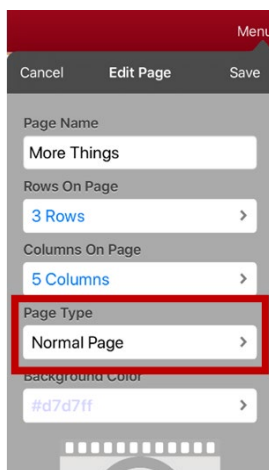 Menu
Cancel Edit Page Save
Page Name
More Things
Rows On Page
3 Rows
Columns On Page
5 Columns
Page Type
Normal Page
Background Color
#d7d7ff